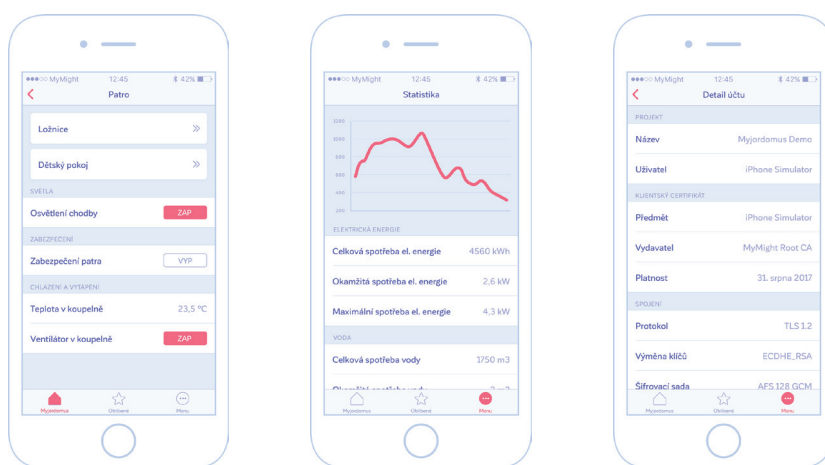 MyMight 12:45 42%
Patro
Ložnice
Dětský pokoj
SVĚTLA
Osvětlení chodby ZAP
ZABEZPEČENÍ
Zabezpečení patra VYP
CHLAZENÍ A VYTÁPĚNÍ
Teplota v koupelně 23,5 °C
Ventilátor v koupelně ZAP
Myjordomus Oblíbené Menu
MyMight 12:45 42%
Statistika
1200
1000
800
600
400
200
ELEKTRICKÁ ENERGIE
Celková spotřeba el. energie 4560 kWh
Okamžitá spotřeba el. energie 2,6 kW
Maximální spotřeba el. energie 4,3 kW
VODA
Celková spotřeba vody 1750 m3
Okamžitá spotřeba vody 2 m3
Myjordomus Oblíbené Menu
MyMight 12:45 42%
Detail účtu
PROJEKT
Název Myjordomus Demo
Uživatel iPhone Simulator
KLIENTSKÝ CERTIFIKÁT
Předmět iPhone Simulator
Vydavatel MyMight Root CA
Platnost 31. srpna 2017
SPOJENÍ
Protokol TLS 1.2
Výměna klíčů ECDHE_RSA
Šifrovací sada AES 128 GCM
Myjordomus Oblíbené Menu